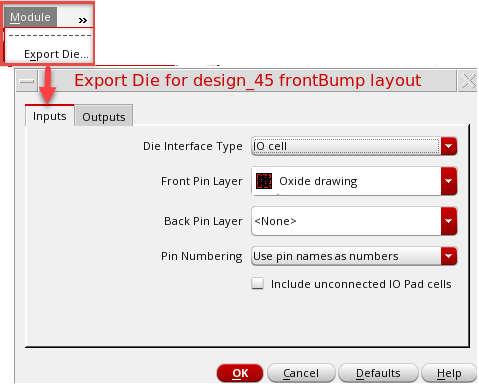 Module »
Export Die...
Export Die for design_45 frontBump layout
Inputs Outputs
Die Interface Type IO cell
Front Pin Layer Oxide drawing
Back Pin Layer <None>
Pin Numbering Use pin names as numbers
Include unconnected IO Pad cells
OK Cancel Defaults Help